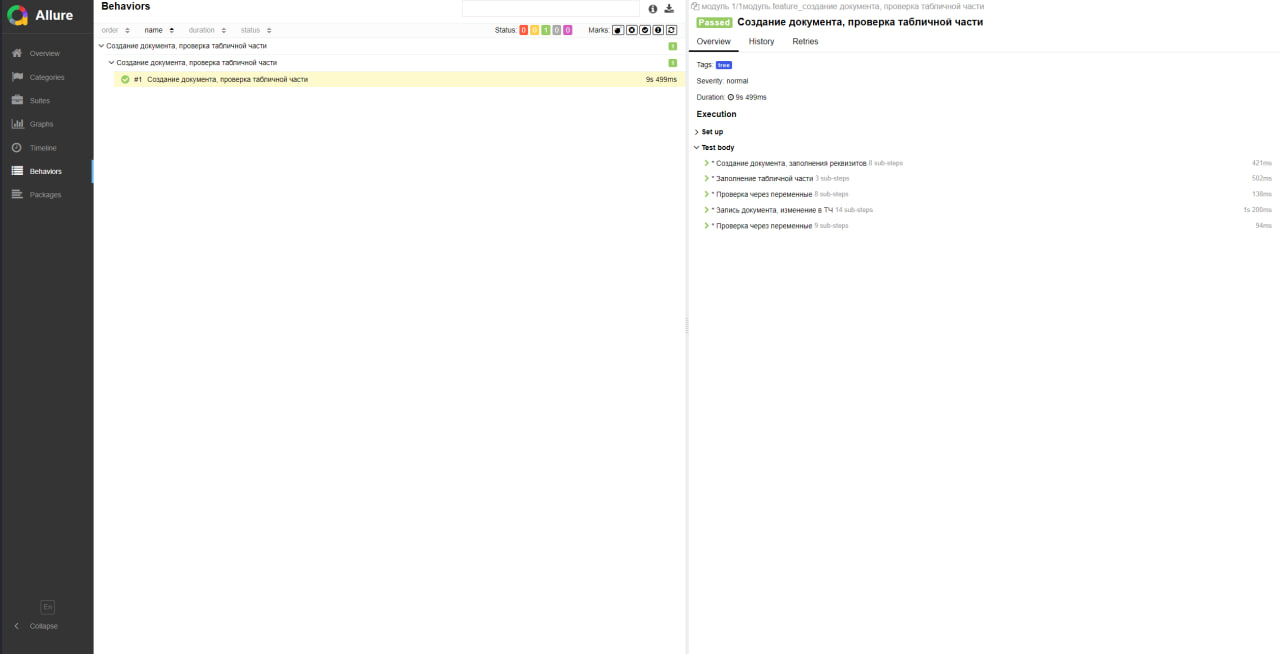 Allure
Overview
Categories
Suites
Graphs
Timeline
Behaviors
Packages
En
Collapse
Behaviors
order name duration status Status: 0 0 1 0 0 Marks:
Создание документа, проверка табличной части 1
Создание документа, проверка табличной части 1
#1 Создание документа, проверка табличной части 9s 499ms
модуль 1/1модуль.feature_создание документа, проверка табличной части
Passed Создание документа, проверка табличной части
Overview History Retries
Tags: tree
Severity: normal
Duration: 9s 499ms
Execution
Set up
Test body
* Создание документа, заполнения реквизитов 8 sub-steps 421ms
* Заполнение табличной части 3 sub-steps 502ms
* Проверка через переменные 8 sub-steps 138ms
* Запись документа, изменение в ТЧ 14 sub-steps 1s 200ms
* Проверка через переменные 9 sub-steps 94ms